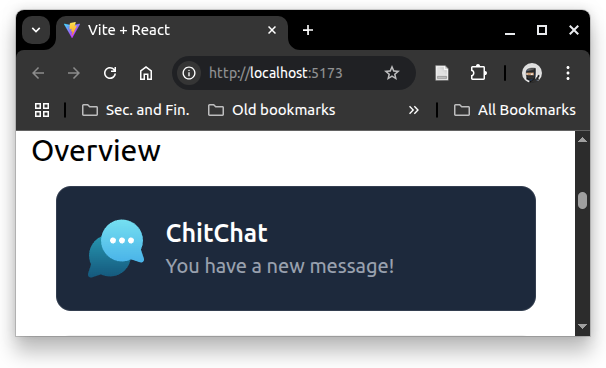 Vite + React
http://localhost:5173
Sec. and Fin. Old bookmarks » All Bookmarks
Overview
ChitChat
You have a new message!